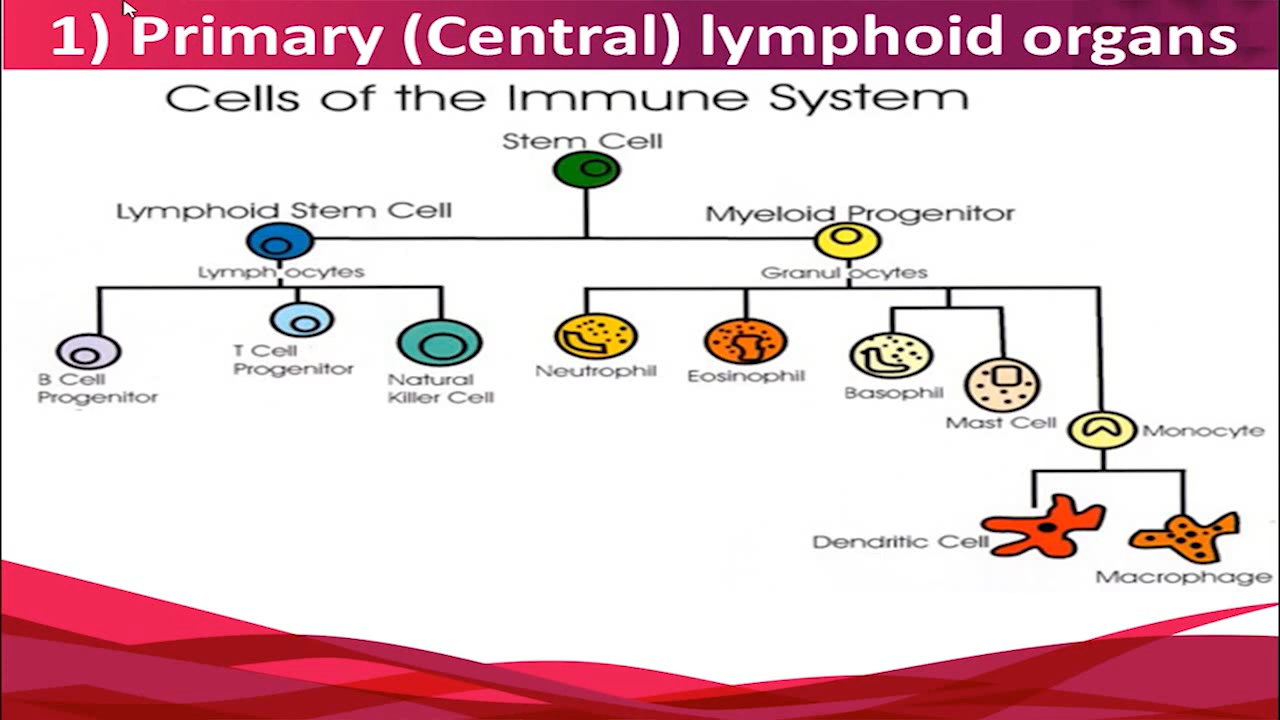 1) Primary (Central) lymphoid organs
Cells of the Immune System
Stem Cell
Lymphoid Stem Cell
Myeloid Progenitor
Lymph ocytes
Granul ocytes
B Cell
Progenitor
T Cell
Progenitor
Natural
Killer Cell
Neutrophil
Eosinophil
Basophil
Mast Cell
Monocyte
Dendritic Cell
Macrophage